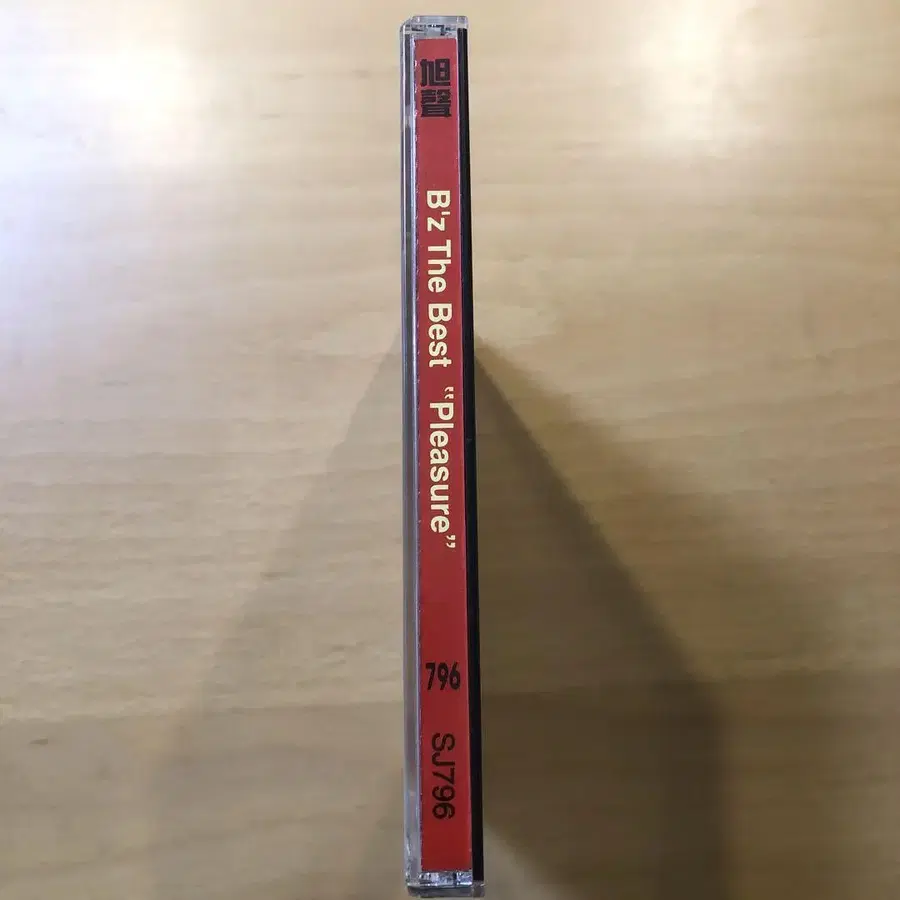 旭聲
B'z The Best “Pleasure”
796
SJ796